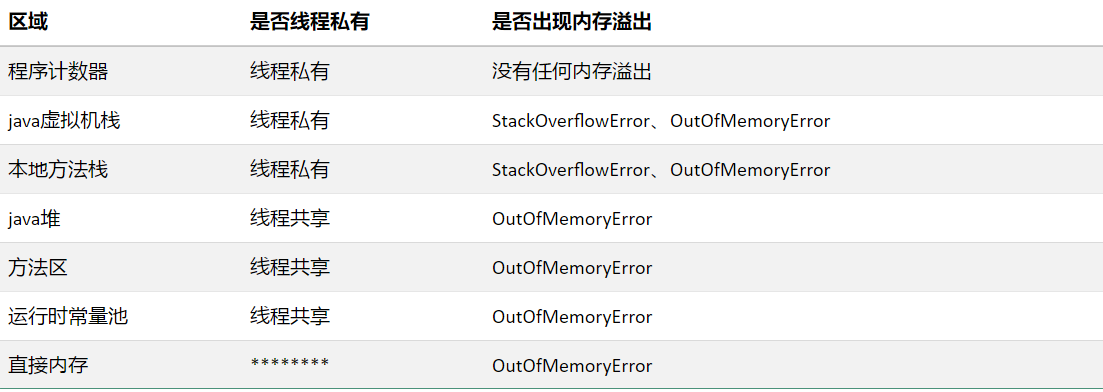 区域 是否线程私有 是否出现内存溢出
程序计数器 线程私有 没有任何内存溢出
java虚拟机栈 线程私有 StackOverflowError、OutOfMemoryError
本地方法栈 线程私有 StackOverflowError、OutOfMemoryError
java堆 线程共享 OutOfMemoryError
方法区 线程共享 OutOfMemoryError
运行时常量池 线程共享 OutOfMemoryError
直接内存 ******** OutOfMemoryError